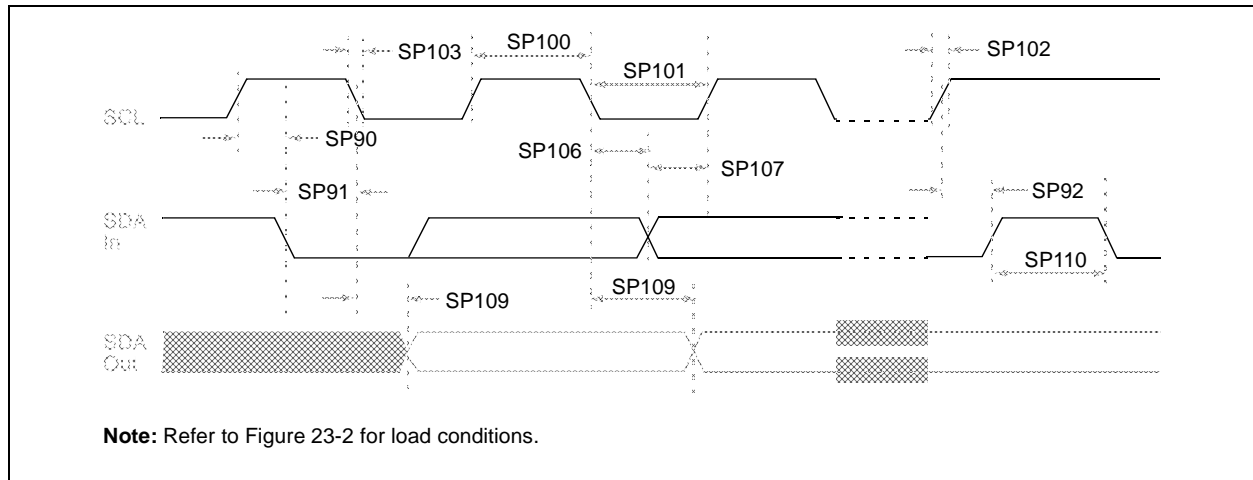 SP103
SP100
SP101
SP102
SCL
SP90
SP106
SP107
SP91
SP92
SDA
In
SP110
SP109
SP109
SDA
Out
Note: Refer to Figure 23-2 for load conditions.